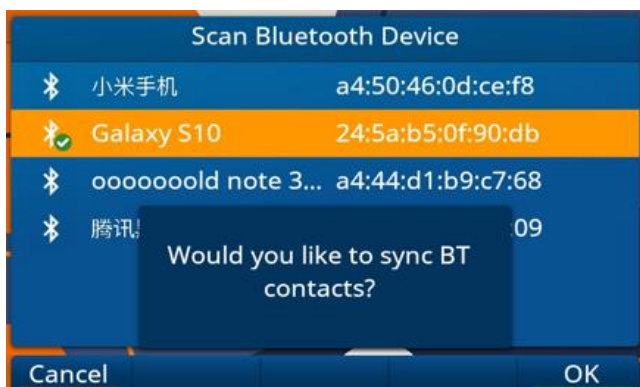 Scan Bluetooth Device
小米手机 a4:50:46:0d:ce:f8
Galaxy S10 24:5a:b5:0f:90:db
ooooooold note 3... a4:44:d1:b9:c7:68
腾讯 :09
Would you like to sync BT
contacts?
Cancel OK